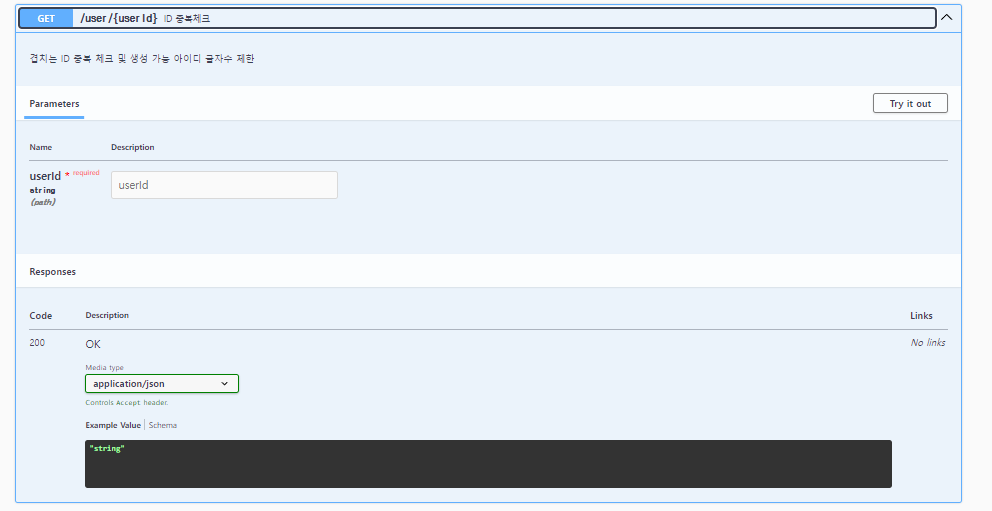 GET /user/{userId} ID 중복체크
겹치는 ID 중복 체크 및 생성 가능 아이디 글자수 제한
Parameters
Try it out
Name Description
userId * required
string
(path)
userId
Responses
Code Description Links
200 OK No links
Media type
application/json
Controls Accept header.
Example Value | Schema
"string"